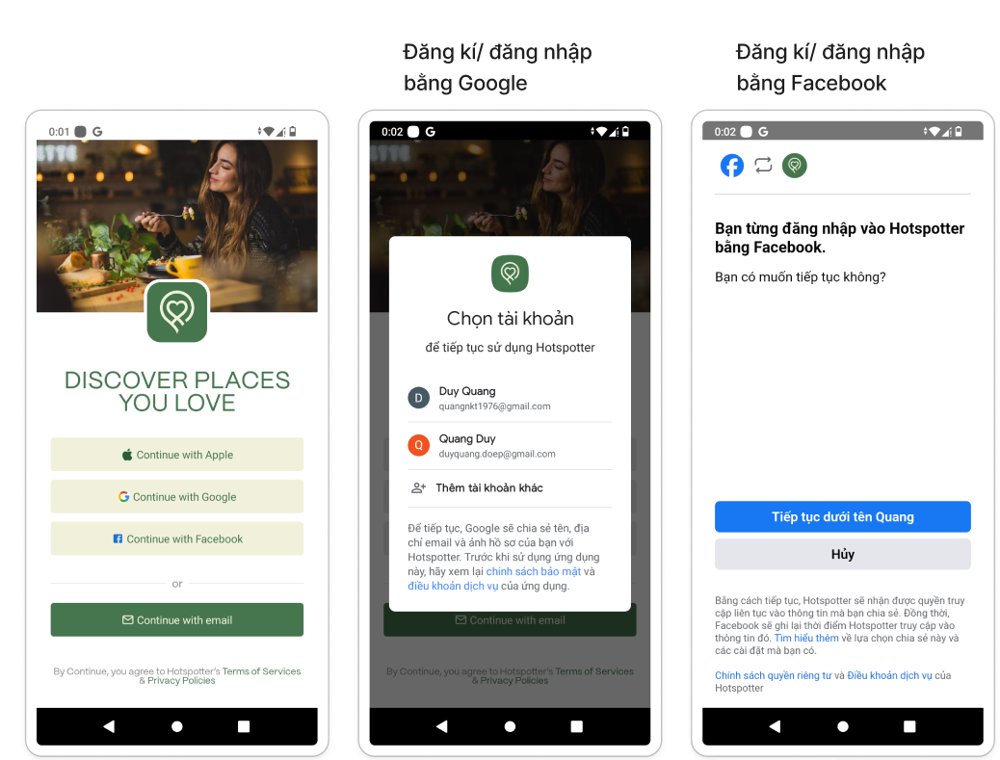 Đăng kí/ đăng nhập
bằng Google
Đăng kí/ đăng nhập
bằng Facebook
0:01
DISCOVER PLACES
YOU LOVE
Continue with Apple
Continue with Google
Continue with Facebook
or
Continue with email
By Continue, you agree to Hotspotter's Terms of Services
& Privacy Policies
0:02
Chọn tài khoản
để tiếp tục sử dụng Hotspotter
D
Duy Quang
quangnkt1976@gmail.com
Q
Quang Duy
duyquang.doep@gmail.com
Thêm tài khoản khác
Để tiếp tục, Google sẽ chia sẻ tên, địa
chỉ email và ảnh hồ sơ của bạn với
Hotspotter. Trước khi sử dụng ứng dụng
này, hãy xem lại chính sách bảo mật và
điều khoản dịch vụ của ứng dụng.
Continue with email
By Continue, you agree to Hotspotter's Terms of Services
& Privacy Policies
0:02
Bạn từng đăng nhập vào Hotspotter
bằng Facebook.
Bạn có muốn tiếp tục không?
Tiếp tục dưới tên Quang
Hủy
Bằng cách tiếp tục, Hotspotter sẽ nhận được quyền truy
cập liên tục vào thông tin mà bạn chia sẻ. Đồng thời,
Facebook sẽ ghi lại thời điểm Hotspotter truy cập vào
thông tin đó. Tìm hiểu thêm về lựa chọn chia sẻ này và
các cài đặt mà bạn có.
Chính sách quyền riêng tư và Điều khoản dịch vụ của
Hotspotter